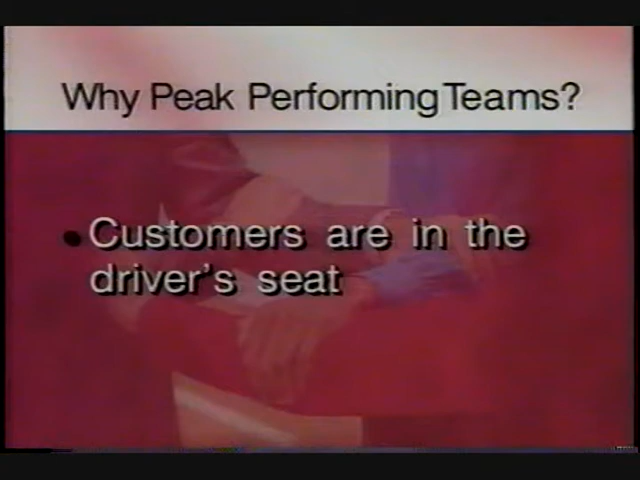 Why Peak Performing Teams?
• Customers are in the
driver's seat